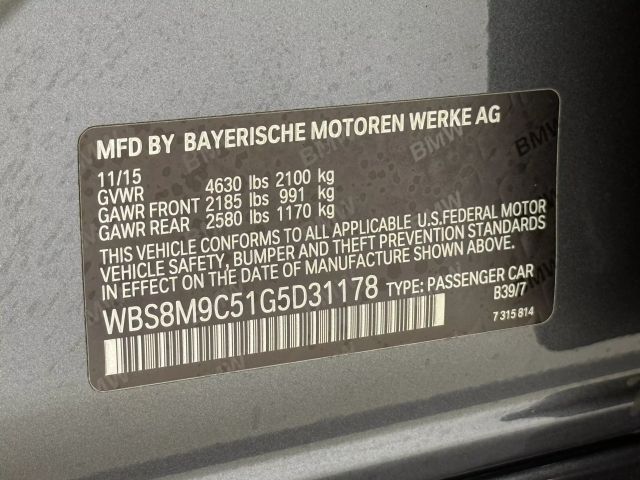 MFD BY BAYERISCHE MOTOREN WERKE AG
11/15
GVWR 4630 lbs 2100 kg
GAWR FRONT 2185 lbs 991 kg
GAWR REAR 2580 lbs 1170 kg
THIS VEHICLE CONFORMS TO ALL APPLICABLE U.S.FEDERAL MOTOR
VEHICLE SAFETY, BUMPER AND THEFT PREVENTION STANDARDS
IN EFFECT ON THE DATE OF MANUFACTURE SHOWN ABOVE.
WBS8M9C51G5D31178 TYPE: PASSENGER CAR
B39/7
7 315 814